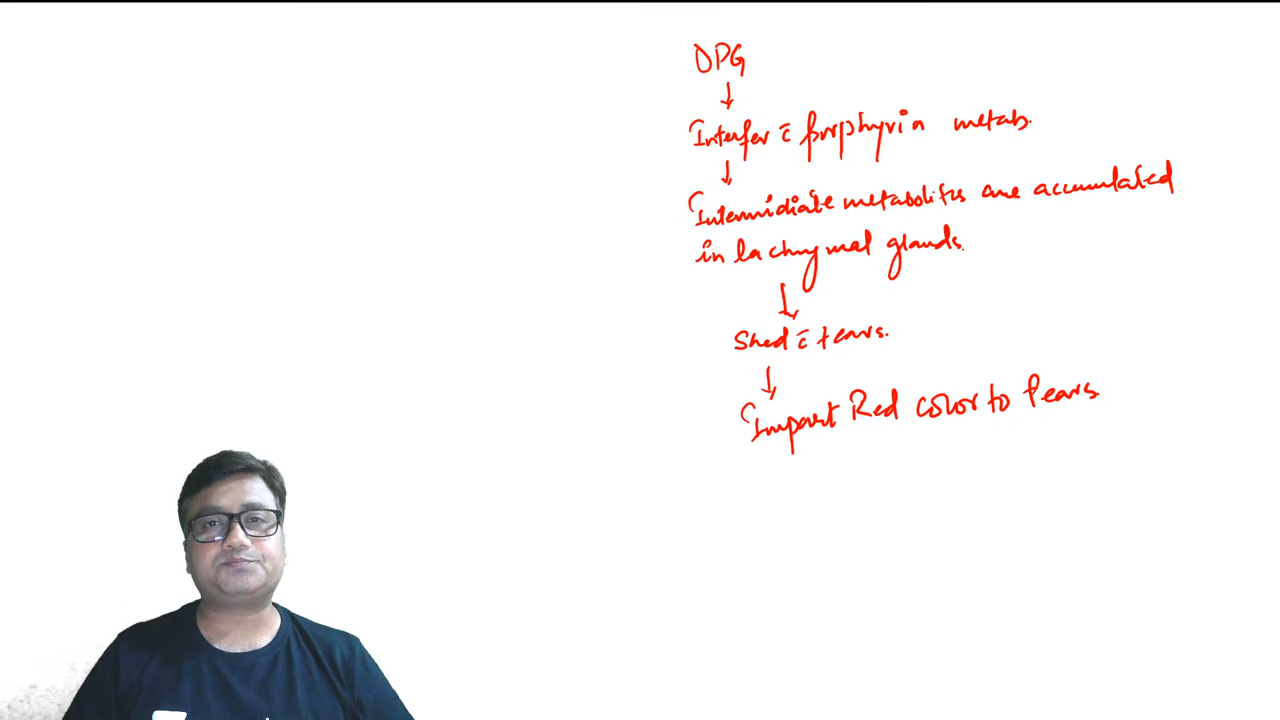 OPG
↓
Interfer c̄ porphyrin metab.
↓
Intermidiate metabolites are accumulated
in lachrymal glands.
↓
Shed c̄ tears.
↓
Impart Red color to tears